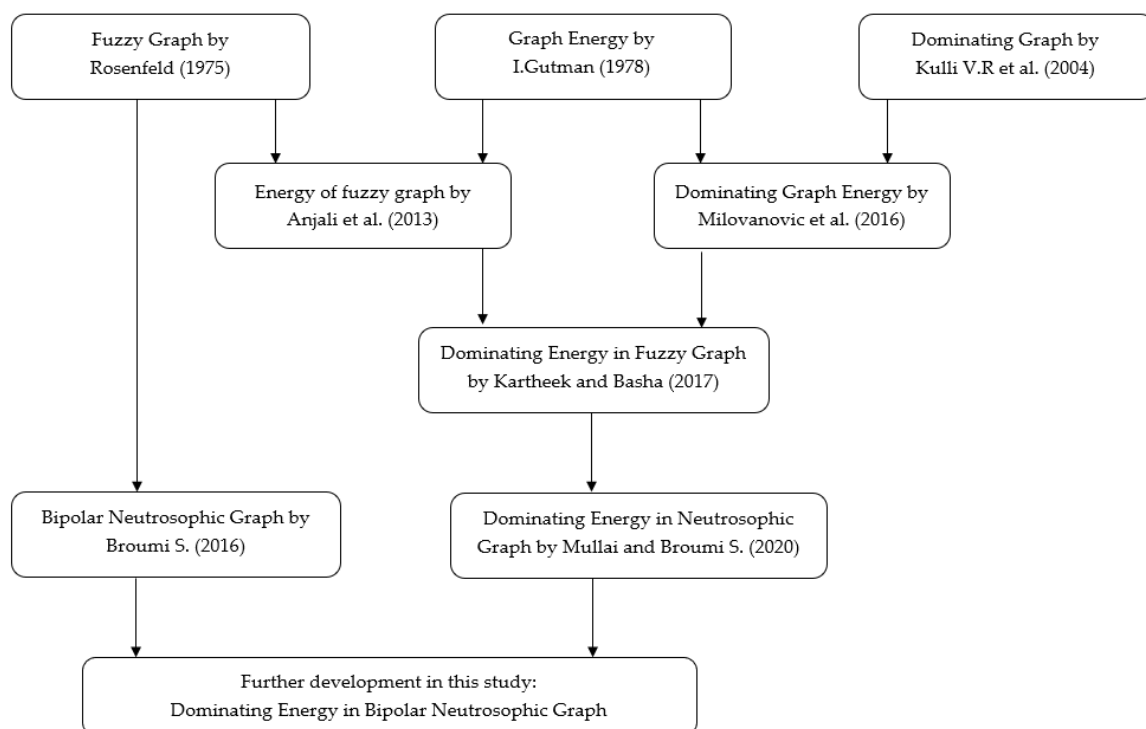 Fuzzy Graph by
Rosenfeld (1975)
Graph Energy by
I.Gutman (1978)
Dominating Graph by
Kulli V.R et al. (2004)
Energy of fuzzy graph by
Anjali et al. (2013)
Dominating Graph Energy by
Milovanovic et al. (2016)
Dominating Energy in Fuzzy Graph
by Kartheek and Basha (2017)
Bipolar Neutrosophic Graph by
Broumi S. (2016)
Dominating Energy in Neutrosophic
Graph by Mullai and Broumi S. (2020)
Further development in this study:
Dominating Energy in Bipolar Neutrosophic Graph